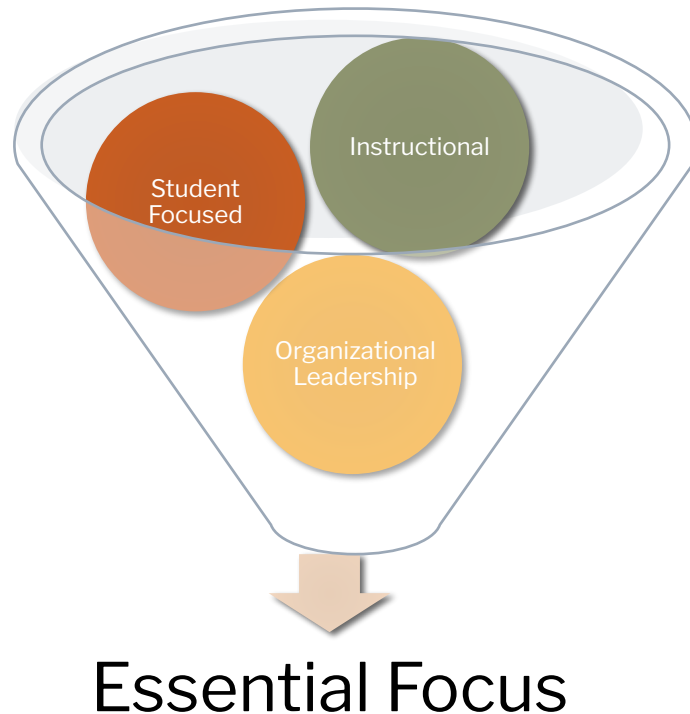 Instructional
Student
Focused
Organizational
Leadership
Essential Focus